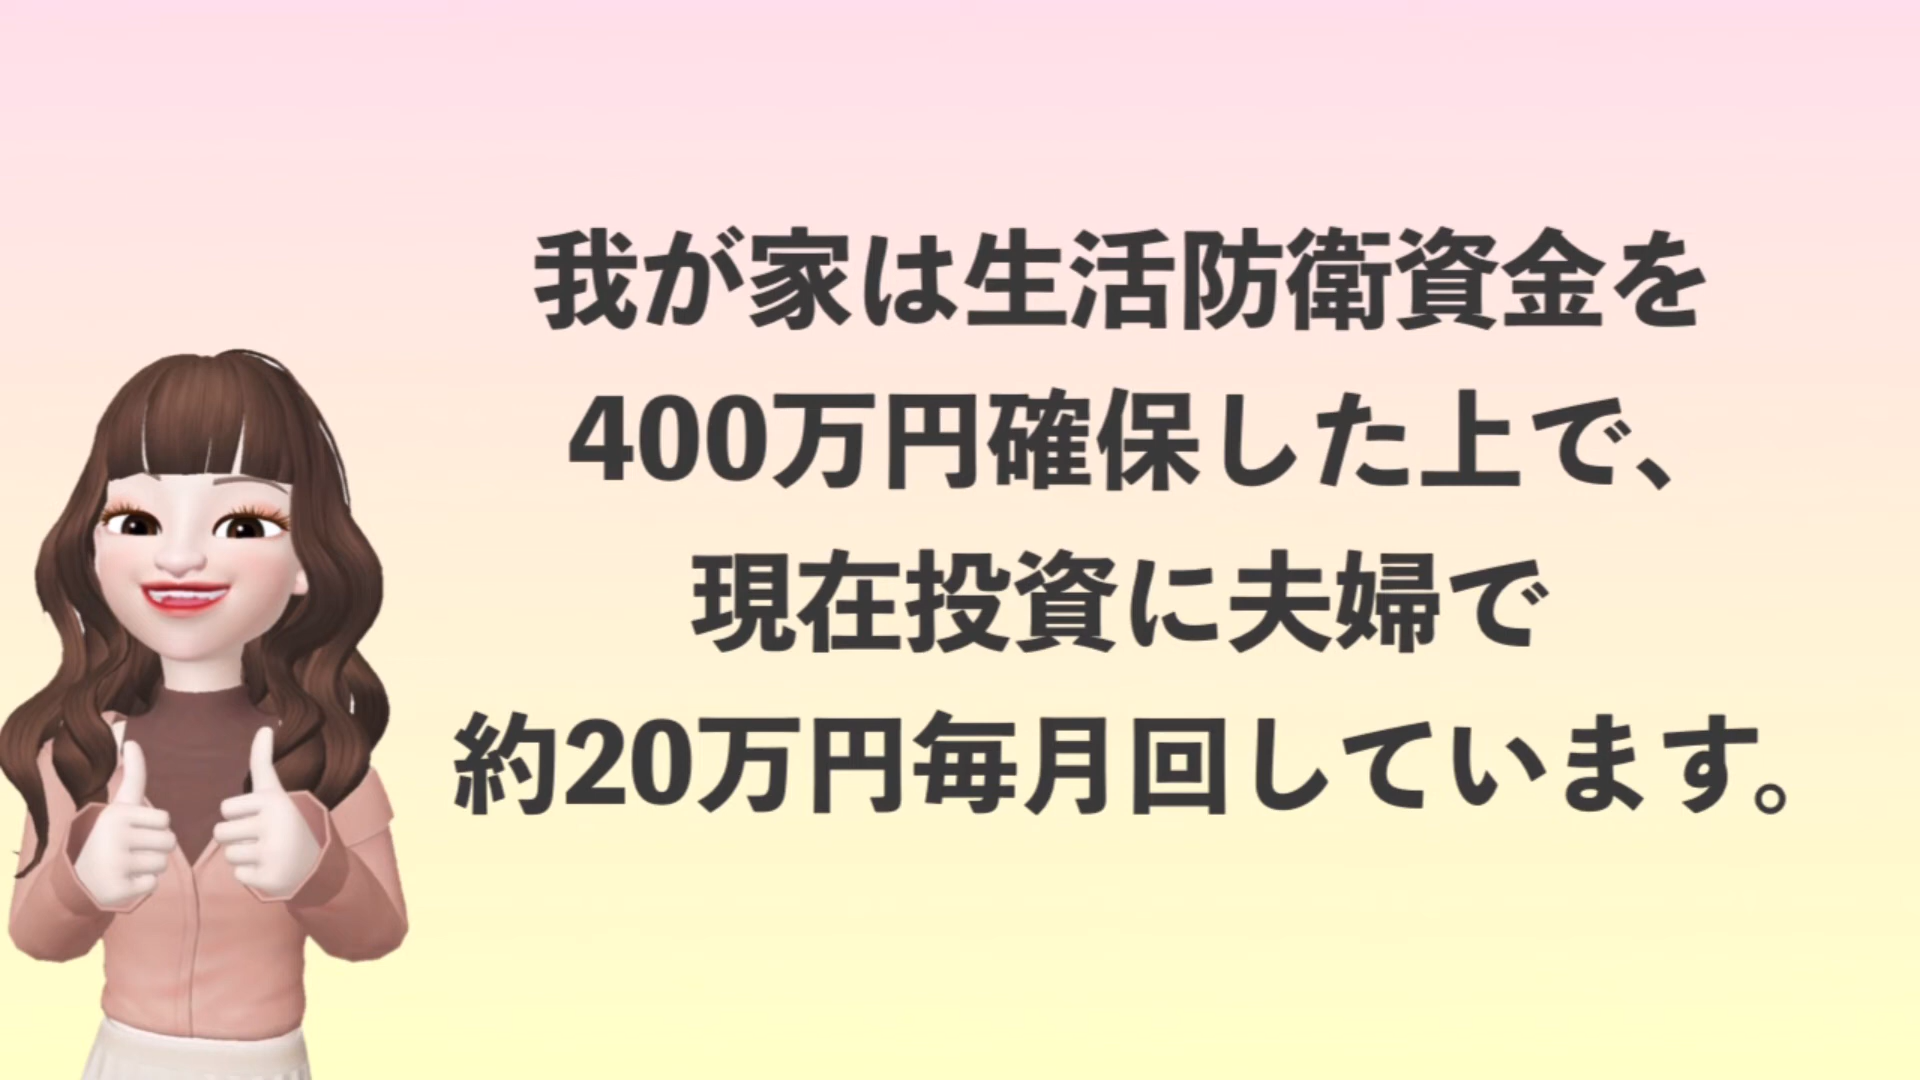 我が家は生活防衛資金を
400万円確保した上で、
現在投資に夫婦で
約20万円毎月回しています。